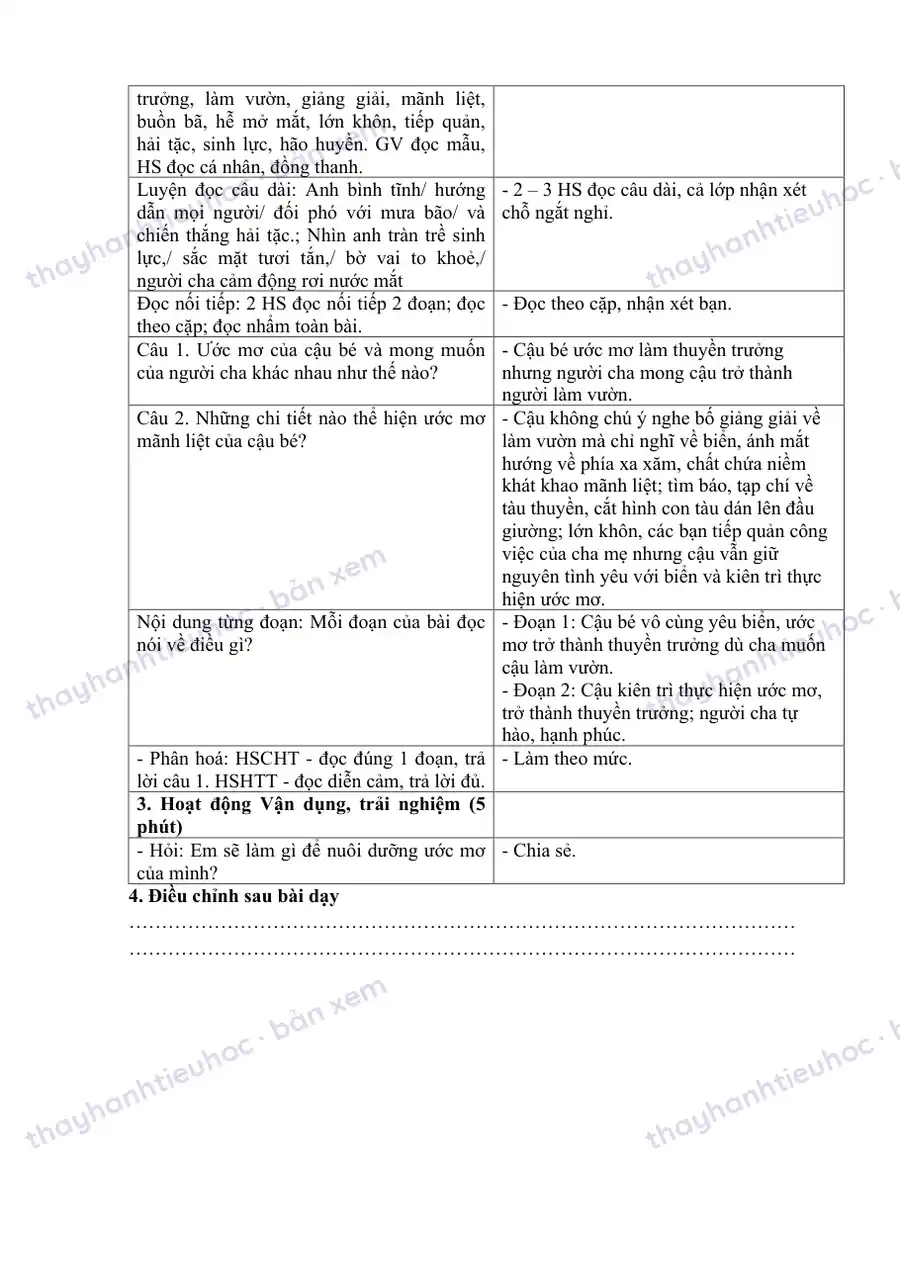 trưởng, làm vườn, giảng giải, mãnh liệt,
buồn bã, hễ mở mắt, lớn khôn, tiếp quản,
hải tặc, sinh lực, hão huyền. GV đọc mẫu,
HS đọc cá nhân, đồng thanh.
Luyện đọc câu dài: Anh bình tĩnh/ hướng
dẫn mọi người/ đối phó với mưa bão/ và
chiến thắng hải tặc.; Nhìn anh tràn trề sinh
lực,/ sắc mặt tươi tắn,/ bờ vai to khoẻ,/
người cha cảm động rơi nước mắt
- 2 – 3 HS đọc câu dài, cả lớp nhận xét
chỗ ngắt nghỉ.
Đọc nối tiếp: 2 HS đọc nối tiếp 2 đoạn; đọc
theo cặp; đọc nhẩm toàn bài.
- Đọc theo cặp, nhận xét bạn.
Câu 1. Ước mơ của cậu bé và mong muốn
của người cha khác nhau như thế nào?
- Cậu bé ước mơ làm thuyền trưởng
nhưng người cha mong cậu trở thành
người làm vườn.
Câu 2. Những chi tiết nào thể hiện ước mơ
mãnh liệt của cậu bé?
- Cậu không chú ý nghe bố giảng giải về
làm vườn mà chỉ nghĩ về biển, ánh mắt
hướng về phía xa xăm, chất chứa niềm
khát khao mãnh liệt; tìm báo, tạp chí về
tàu thuyền, cắt hình con tàu dán lên đầu
giường; lớn khôn, các bạn tiếp quản công
việc của cha mẹ nhưng cậu vẫn giữ
nguyên tình yêu với biển và kiên trì thực
hiện ước mơ.
Nội dung từng đoạn: Mỗi đoạn của bài đọc
nói về điều gì?
- Đoạn 1: Cậu bé vô cùng yêu biển, ước
mơ trở thành thuyền trưởng dù cha muốn
cậu làm vườn.
- Đoạn 2: Cậu kiên trì thực hiện ước mơ,
trở thành thuyền trưởng; người cha tự
hào, hạnh phúc.
- Phân hoá: HSCHT - đọc đúng 1 đoạn, trả
lời câu 1. HSHTT - đọc diễn cảm, trả lời đủ.
- Làm theo mức.
3. Hoạt động Vận dụng, trải nghiệm (5
phút)
- Hỏi: Em sẽ làm gì để nuôi dưỡng ước mơ
của mình?
- Chia sẻ.
4. Điều chỉnh sau bài dạy
…………………………………………………………………………………………
…………………………………………………………………………………………
thayhanhtieuhoc · bản xem
thayhanhtieuhoc · b
thayhanhtieuhoc · bản xem
thayhanhtieuhoc · b
thayhanhtieuhoc · bản xem
thayhanhtieuhoc · b